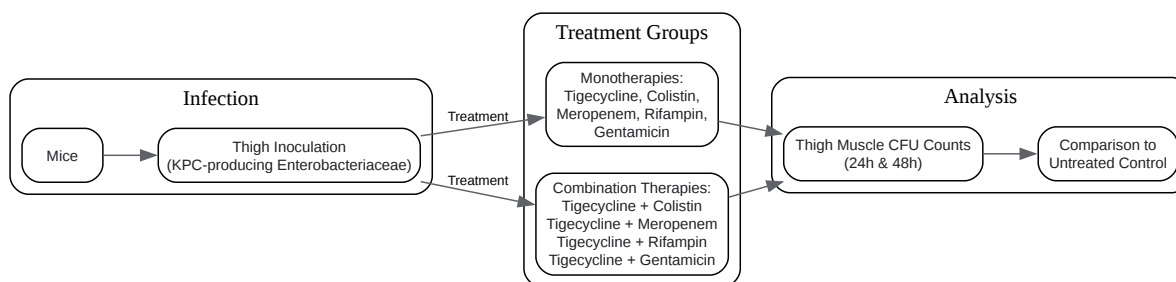 Infection
Mice
Thigh Inoculation
(KPC-producing Enterobacteriaceae)
Treatment
Treatment
Treatment Groups
Monotherapies:
Tigecycline, Colistin,
Meropenem, Rifampin,
Gentamicin
Combination Therapies:
Tigecycline + Colistin
Tigecycline + Meropenem
Tigecycline + Rifampin
Tigecycline + Gentamicin
Analysis
Thigh Muscle CFU Counts
(24h & 48h)
Comparison to
Untreated Control